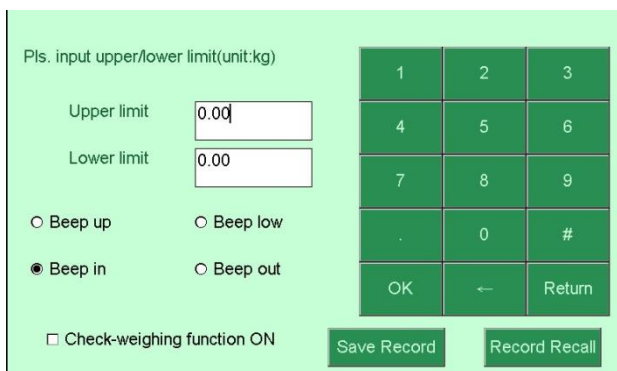 Pls. input upper/lower limit(unit:kg)
Upper limit 0.00
Lower limit 0.00
Beep up Beep low
Beep in Beep out
Check-weighing function ON
1 2 3
4 5 6
7 8 9
. 0 #
OK ← Return
Save Record Record Recall